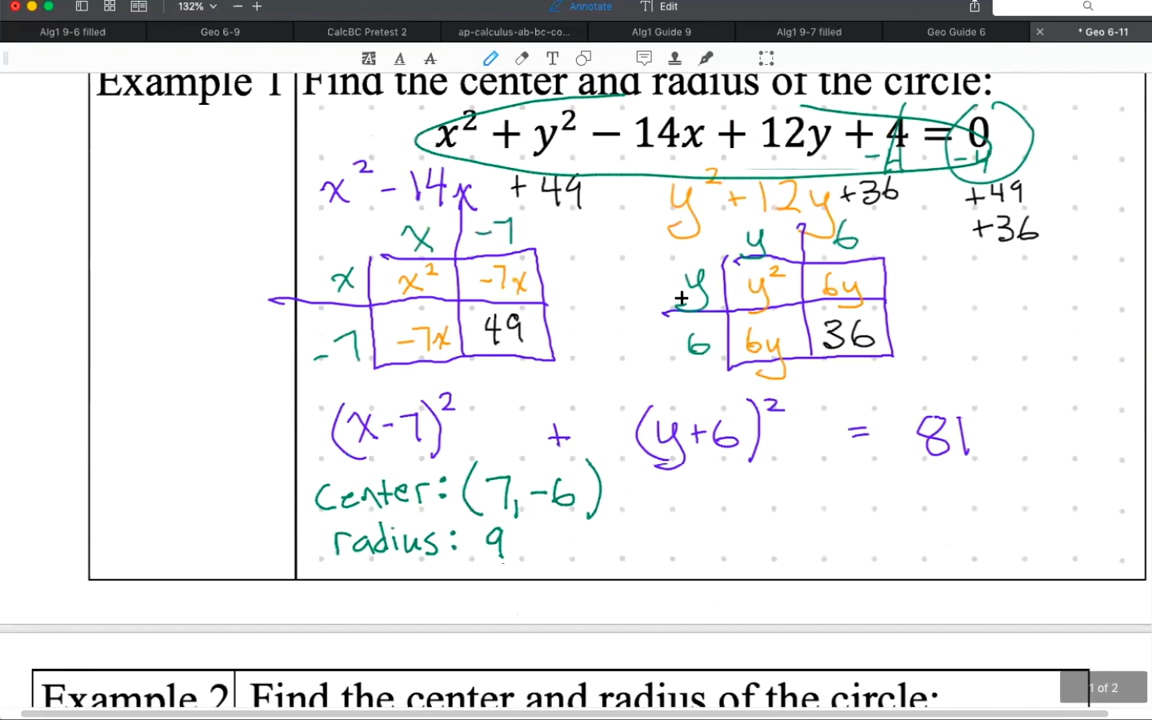 132%
Annotate
Edit
Alg1 9-6 filled
Geo 6-9
CalcBC Pretest 2
ap-calculus-ab-bc-co...
Alg1 Guide 9
Alg1 9-7 filled
Geo Guide 6
* Geo 6-11
Example 1
Find the center and radius of the circle:
x² + y² − 14x + 12y + 4 = 0
-4 -4
x² - 14x + 49 y² + 12y +36 +49
+36
x -7 y 6
x x² -7x y y² 6y
-7 -7x 49 6 6y 36
(x-7)² + (y+6)² = 81
center: (7, -6)
radius: 9
1 of 2
Example 2
Find the center and radius of the circle: